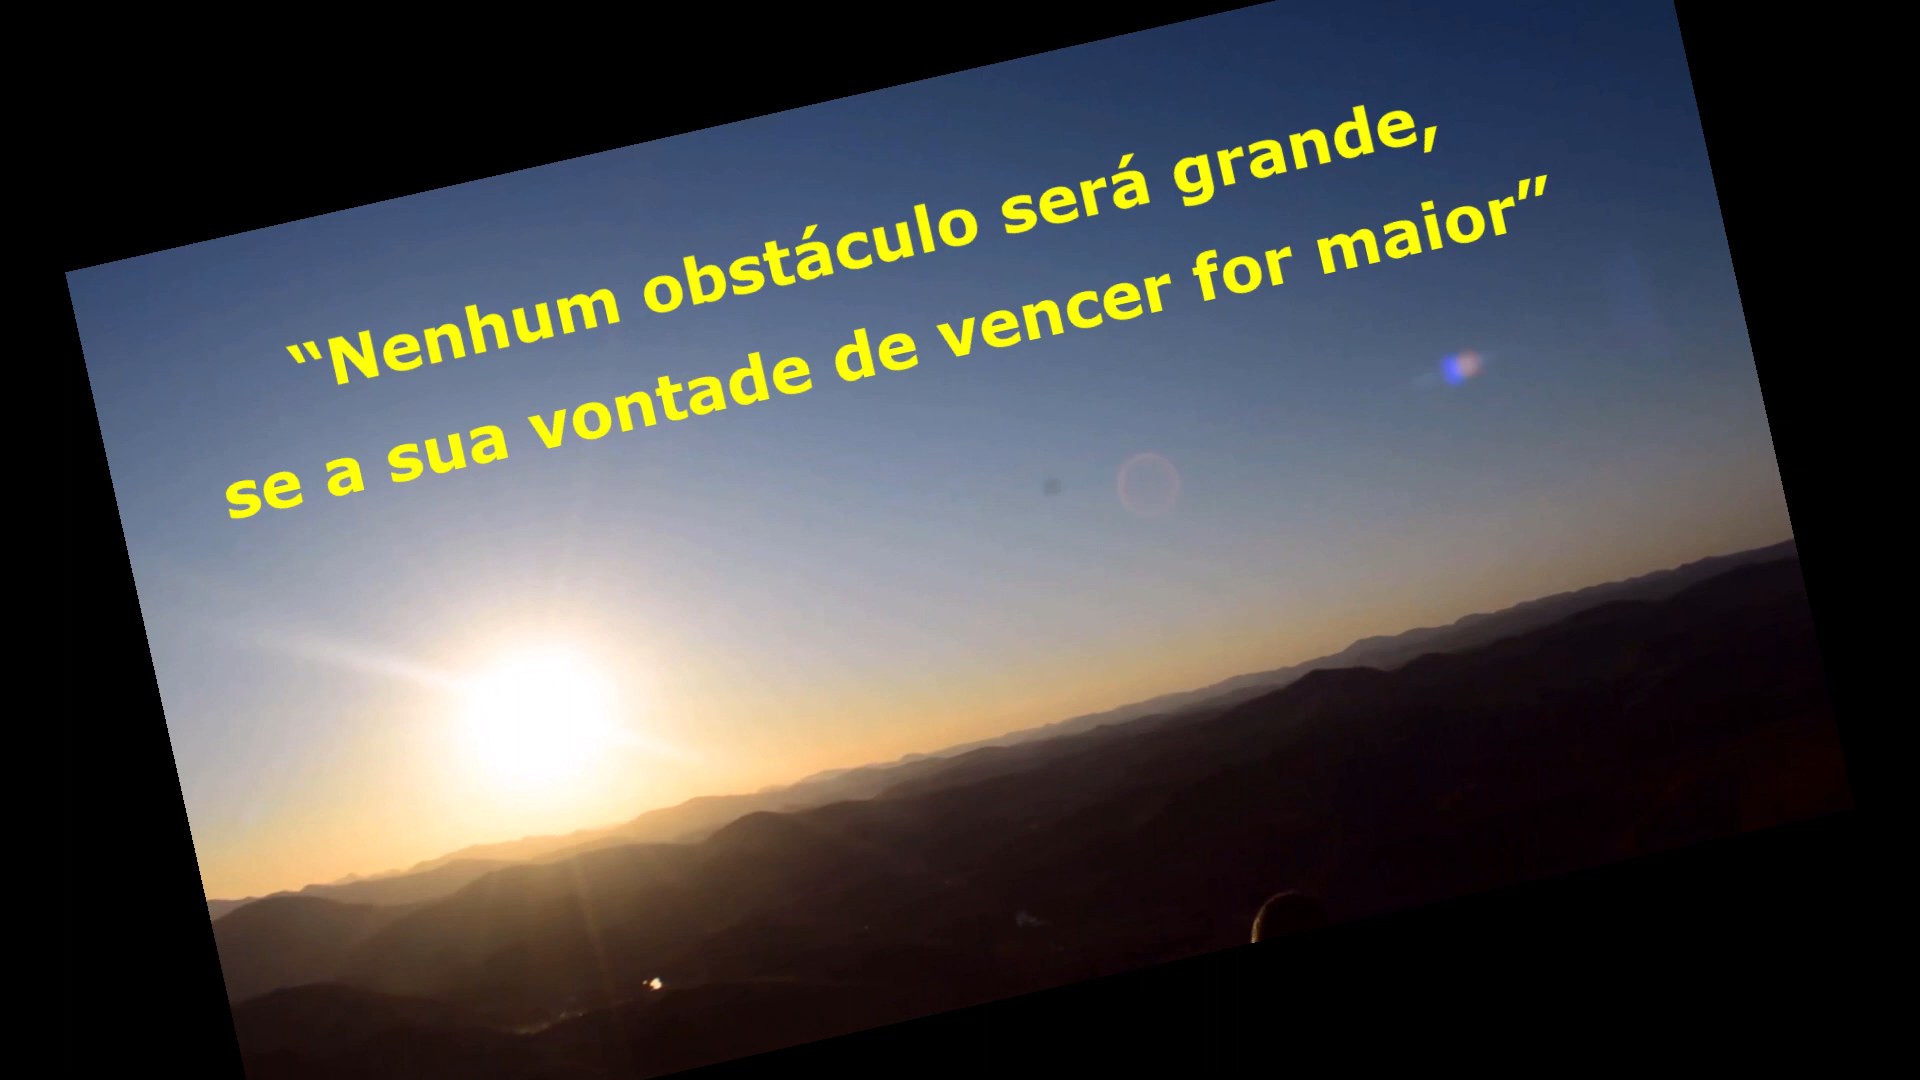 “Nenhum obstáculo será grande,
se a sua vontade de vencer for maior”